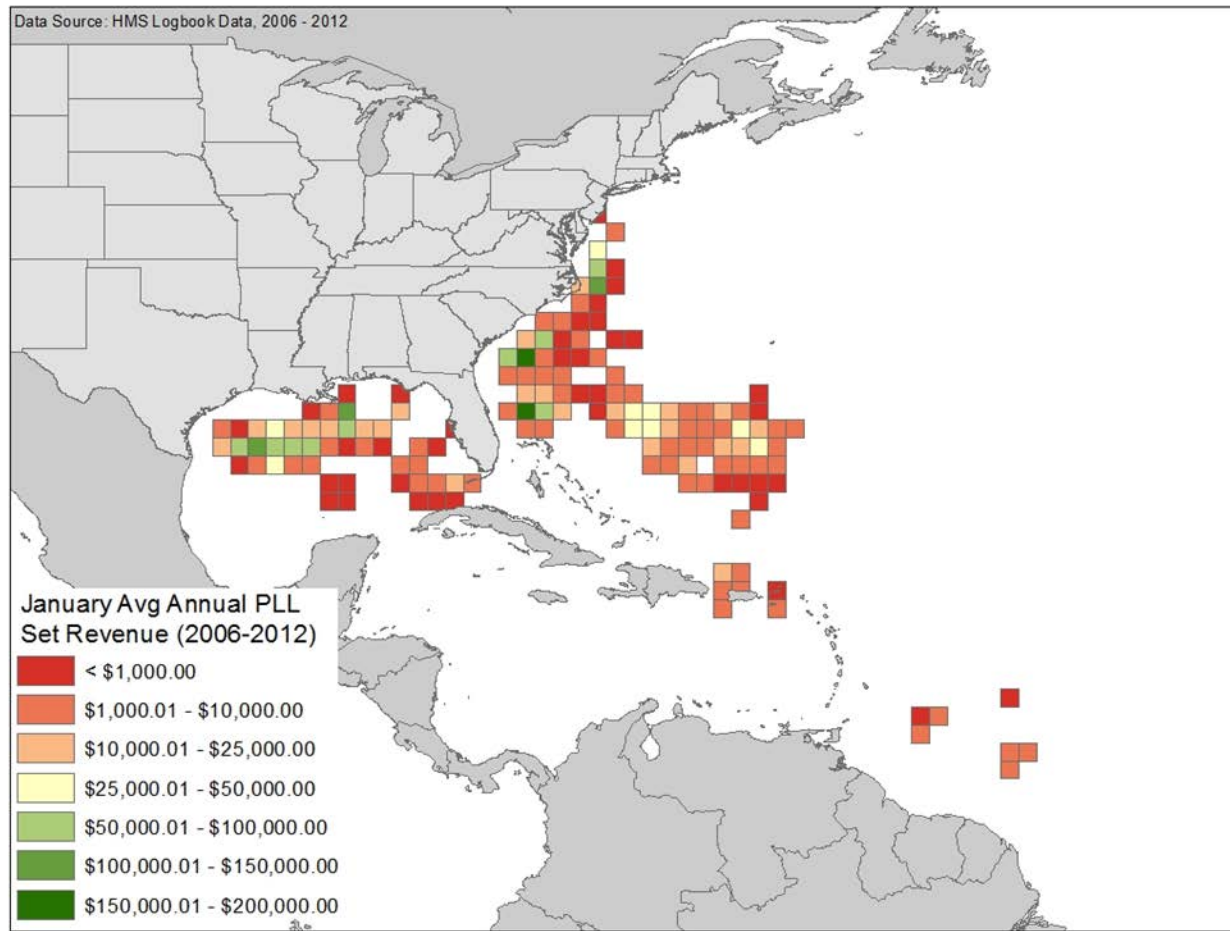 Data Source: HMS Logbook Data, 2006 - 2012
January Avg Annual PLL
Set Revenue (2006-2012)
< $1,000.00
$1,000.01 - $10,000.00
$10,000.01 - $25,000.00
$25,000.01 - $50,000.00
$50,000.01 - $100,000.00
$100,000.01 - $150,000.00
$150,000.01 - $200,000.00